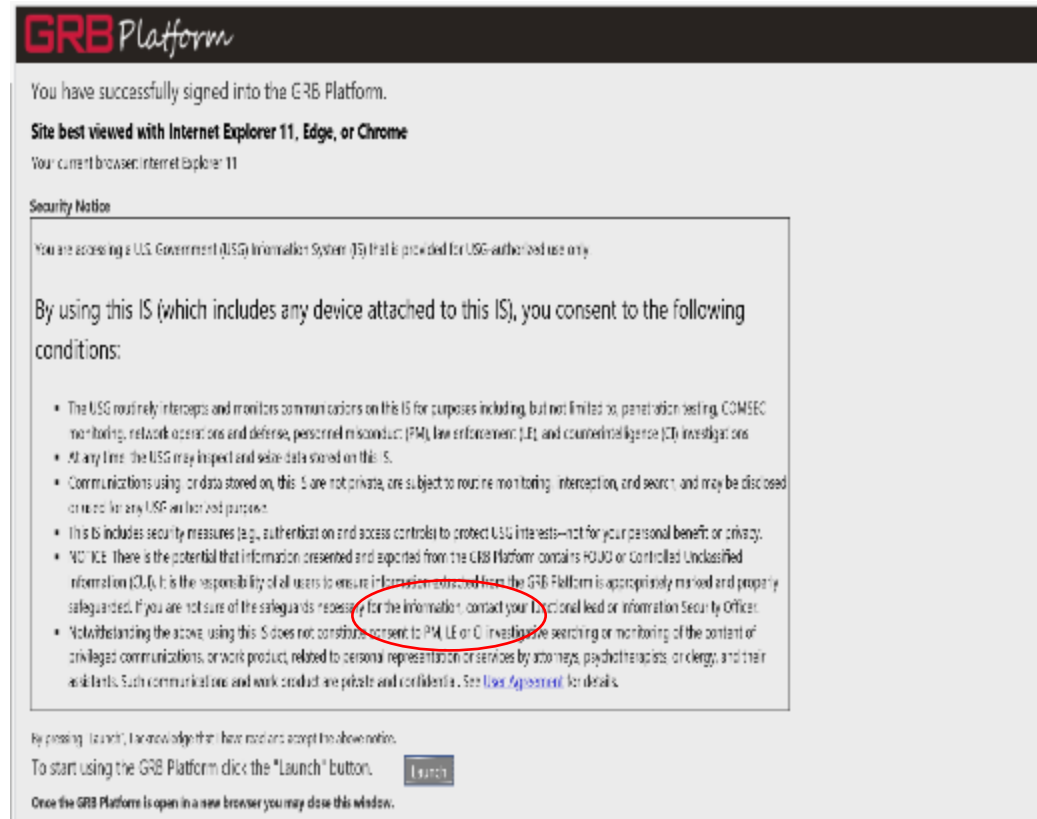 GRB Platform
You have successfully signed into the GRB Platform.
Site best viewed with Internet Explorer 11, Edge, or Chrome
Your current browser: Internet Explorer 11
Security Notice
You are accessing a U.S. Government (USG) Information System (IS) that is provided for USG-authorized use only.
By using this IS (which includes any device attached to this IS), you consent to the following
conditions:
• The USG routinely intercepts and monitors communications on this IS for purposes including, but not limited to, penetration testing, COMSEC
monitoring, network operations and defense, personnel misconduct (PM), law enforcement (LE), and counterintelligence (CI) investigations.
• At any time, the USG may inspect and seize data stored on this IS.
• Communications using, or data stored on, this IS are not private, are subject to routine monitoring, interception, and search, and may be disclosed
or used for any USG authorized purpose.
• This IS includes security measures (e.g., authentication and access controls) to protect USG interests--not for your personal benefit or privacy.
• NOTICE: There is the potential that information presented and exported from the GRB Platform contains FOUO or Controlled Unclassified
Information (CUI). It is the responsibility of all users to ensure information extracted from the GRB Platform is appropriately marked and properly
safeguarded. If you are not sure of the safeguards necessary for the information, contact your functional lead or Information Security Officer.
• Notwithstanding the above, using this IS does not constitute consent to PM, LE or CI investigative searching or monitoring of the content of
privileged communications, or work product, related to personal representation or services by attorneys, psychotherapists, or clergy, and their
assistants. Such communications and work product are private and confidential. See User Agreement for details.
By pressing "Launch", I acknowledge that I have read and accept the above notice.
To start using the GRB Platform click the "Launch" button. Launch
Once the GRB Platform is open in a new browser you may close this window.